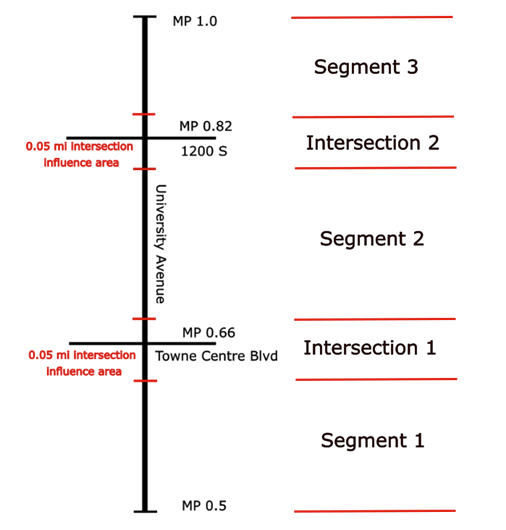 MP 1.0
Segment 3
MP 0.82
0.05 mi intersection
influence area
1200 S
Intersection 2
University Avenue
Segment 2
MP 0.66
0.05 mi intersection
influence area
Towne Centre Blvd
Intersection 1
Segment 1
MP 0.5